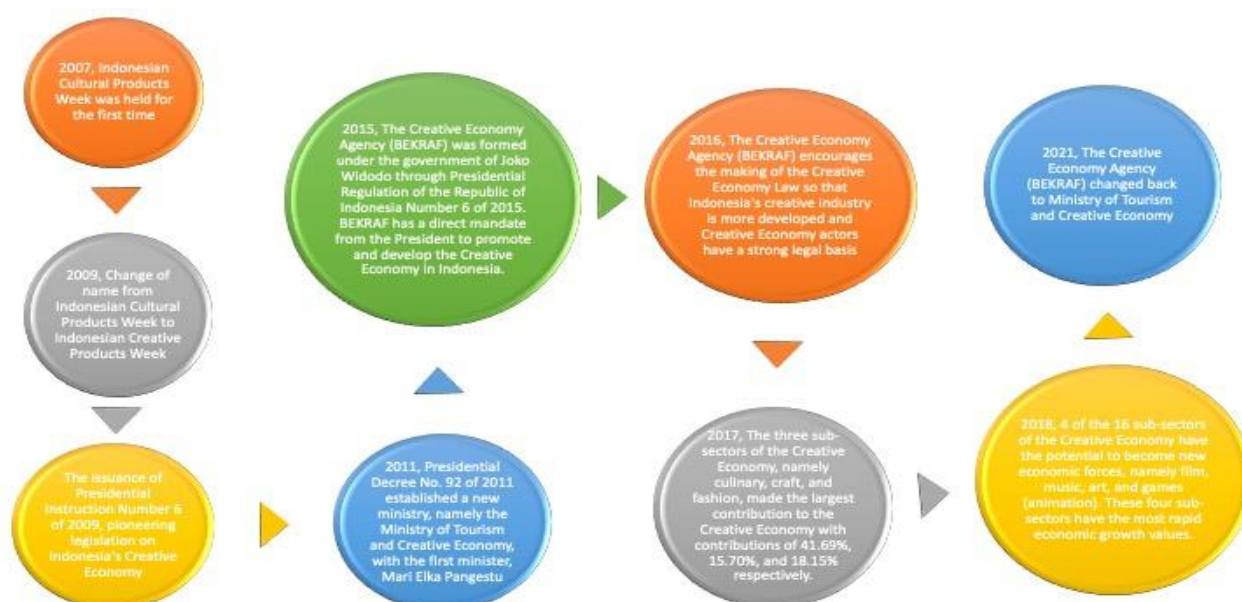 2007, Indonesian
Cultural Products
Week was held for
the first time
2009, Change of
name from
Indonesian Cultural
Products Week to
Indonesian Creative
Products Week
The issuance of
Presidential
Instruction Number 6
of 2009, pioneering
legislation on
Indonesia's Creative
Economy
2011, Presidential
Decree No. 92 of 2011
established a new
ministry, namely the
Ministry of Tourism
and Creative Economy,
with the first minister,
Mari Elka Pangestu
2015, The Creative Economy
Agency (BEKRAF) was formed
under the government of Joko
Widodo through Presidential
Regulation of the Republic of
Indonesia Number 6 of 2015.
BEKRAF has a direct mandate
from the President to promote
and develop the Creative
Economy in Indonesia.
2016, The Creative Economy
Agency (BEKRAF) encourages
the making of the Creative
Economy Law so that
Indonesia's creative industry
is more developed and
Creative Economy actors
have a strong legal basis
2017, The three sub-
sectors of the Creative
Economy, namely
culinary, craft, and
fashion, made the largest
contribution to the
Creative Economy with
contributions of 41.69%,
15.70%, and 18.15%
respectively.
2018, 4 of the 16 sub-sectors
of the Creative Economy have
the potential to become new
economic forces, namely film,
music, art, and games
(animation). These four sub-
sectors have the most rapid
economic growth values.
2021, The Creative
Economy Agency
(BEKRAF) changed back
to Ministry of Tourism
and Creative Economy